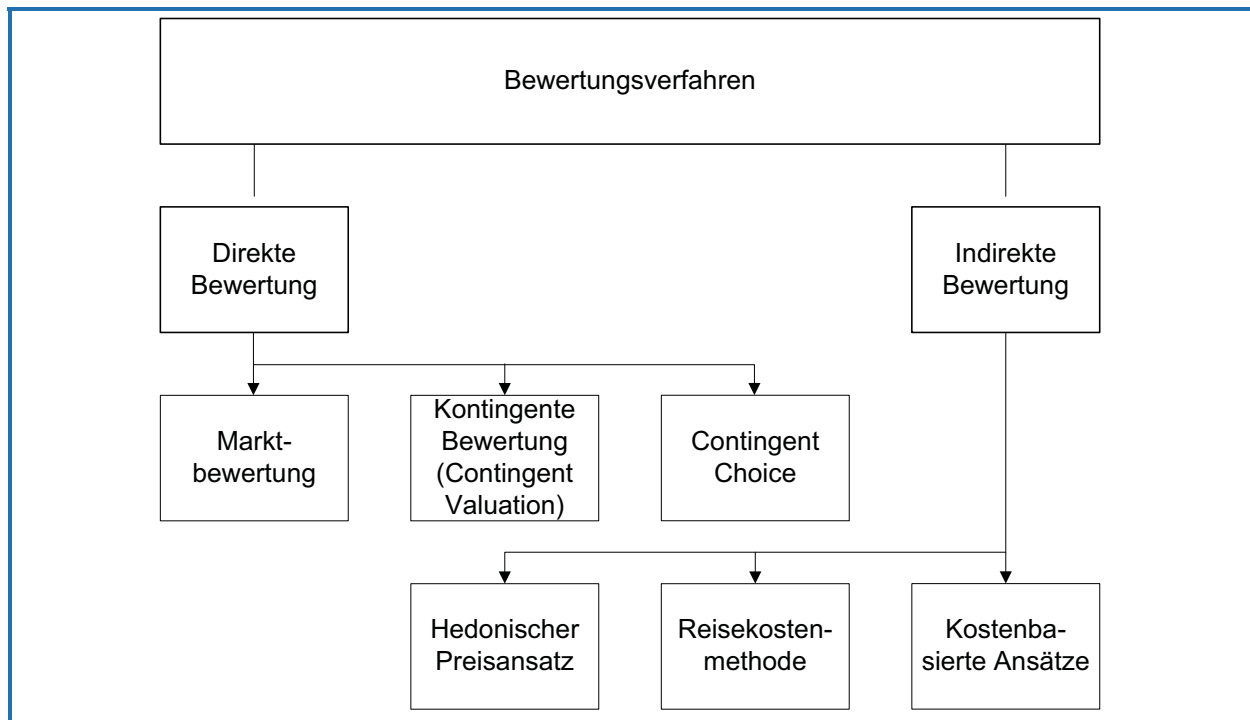 Bewertungsverfahren
Direkte
Bewertung
Indirekte
Bewertung
Markt-
bewertung
Kontingente
Bewertung
(Contingent
Valuation)
Contingent
Choice
Hedonischer
Preisansatz
Reisekosten-
methode
Kostenba-
sierte Ansätze